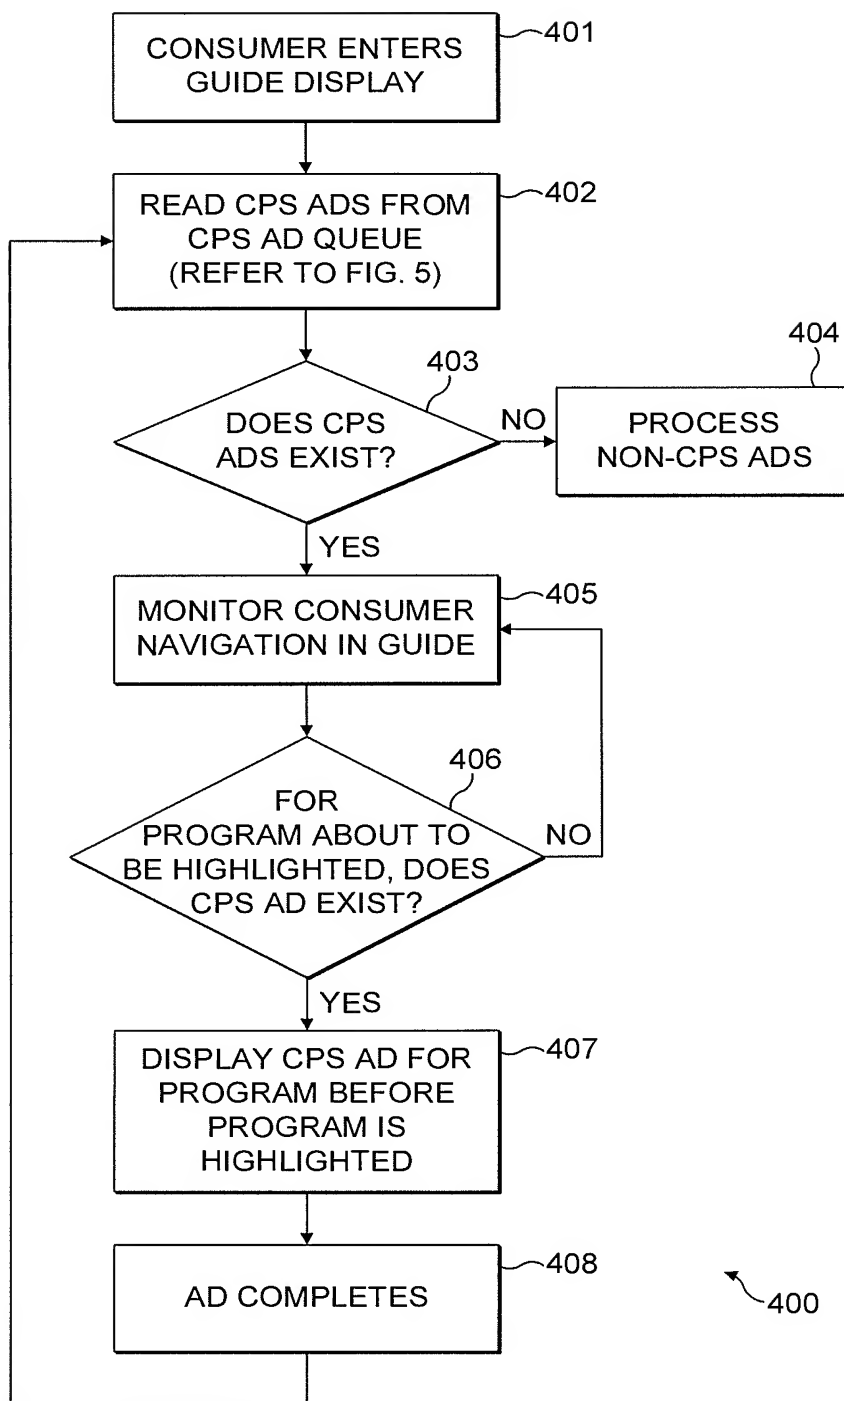 CONSUMER ENTERS
GUIDE DISPLAY
401
READ CPS ADS FROM
CPS AD QUEUE
(REFER TO FIG. 5)
402
DOES CPS
ADS EXIST?
403
NO
PROCESS
NON-CPS ADS
404
YES
MONITOR CONSUMER
NAVIGATION IN GUIDE
405
FOR
PROGRAM ABOUT TO
BE HIGHLIGHTED, DOES
CPS AD EXIST?
406
NO
YES
DISPLAY CPS AD FOR
PROGRAM BEFORE
PROGRAM IS
HIGHLIGHTED
407
AD COMPLETES
408
400